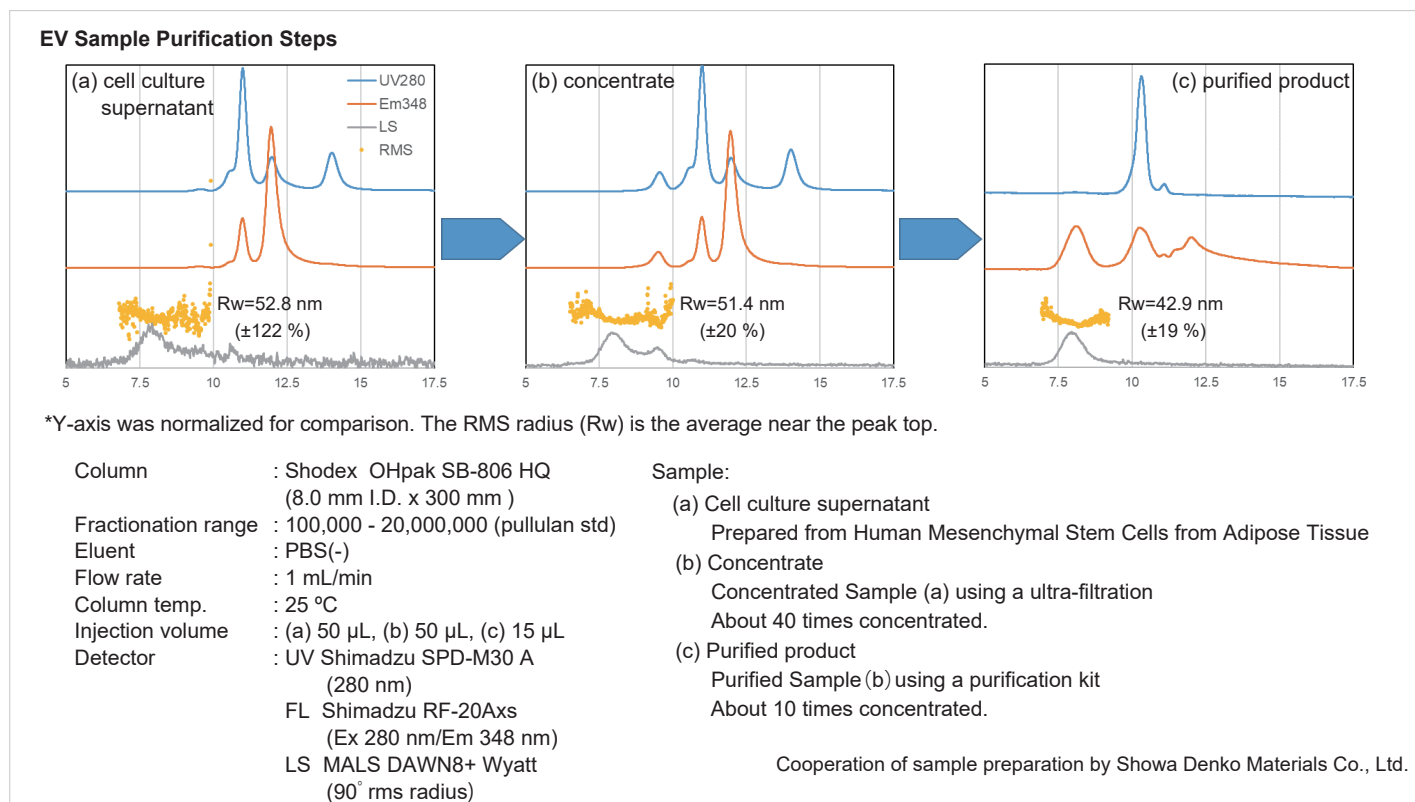 EV Sample Purification Steps
(a) cell culture
supernatant
UV280
Em348
LS
RMS
Rw=52.8 nm
(±122 %)
5 7.5 10 12.5 15 17.5
(b) concentrate
Rw=51.4 nm
(±20 %)
5 7.5 10 12.5 15 17.5
(c) purified product
Rw=42.9 nm
(±19 %)
5 7.5 10 12.5 15 17.5
*Y-axis was normalized for comparison. The RMS radius (Rw) is the average near the peak top.
Column : Shodex OHpak SB-806 HQ
(8.0 mm I.D. x 300 mm )
Fractionation range : 100,000 - 20,000,000 (pullulan std)
Eluent : PBS(-)
Flow rate : 1 mL/min
Column temp. : 25 ºC
Injection volume : (a) 50 µL, (b) 50 µL, (c) 15 µL
Detector : UV Shimadzu SPD-M30 A
(280 nm)
FL Shimadzu RF-20Axs
(Ex 280 nm/Em 348 nm)
LS MALS DAWN8+ Wyatt
(90° rms radius)
Sample:
(a) Cell culture supernatant
Prepared from Human Mesenchymal Stem Cells from Adipose Tissue
(b) Concentrate
Concentrated Sample (a) using a ultra-filtration
About 40 times concentrated.
(c) Purified product
Purified Sample (b) using a purification kit
About 10 times concentrated.
Cooperation of sample preparation by Showa Denko Materials Co., Ltd.